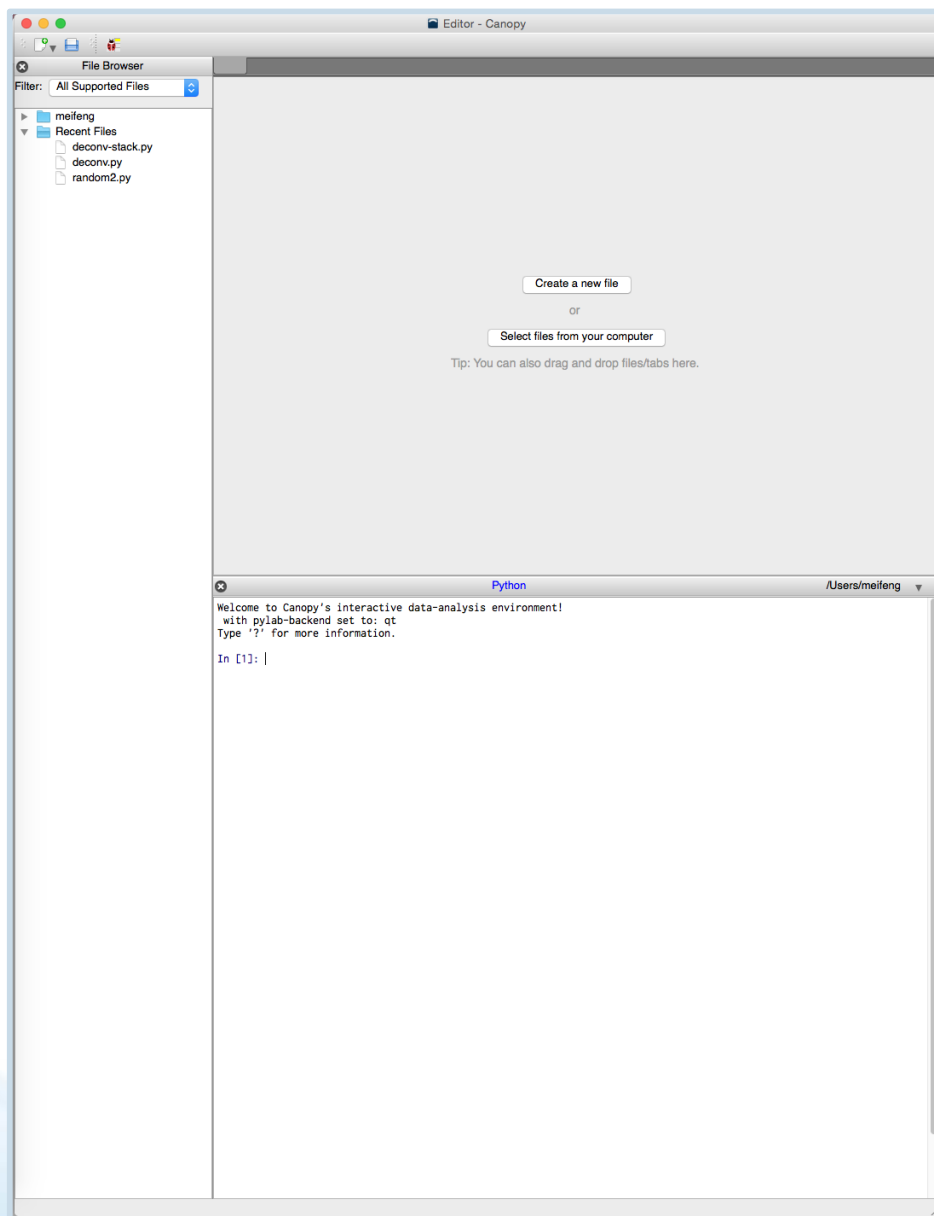 Editor - Canopy
File Browser
Filter: All Supported Files
meifeng
Recent Files
deconv-stack.py
deconv.py
random2.py
Create a new file
or
Select files from your computer
Tip: You can also drag and drop files/tabs here.
Python /Users/meifeng
Welcome to Canopy's interactive data-analysis environment!
with pylab-backend set to: qt
Type '?' for more information.
In [1]: